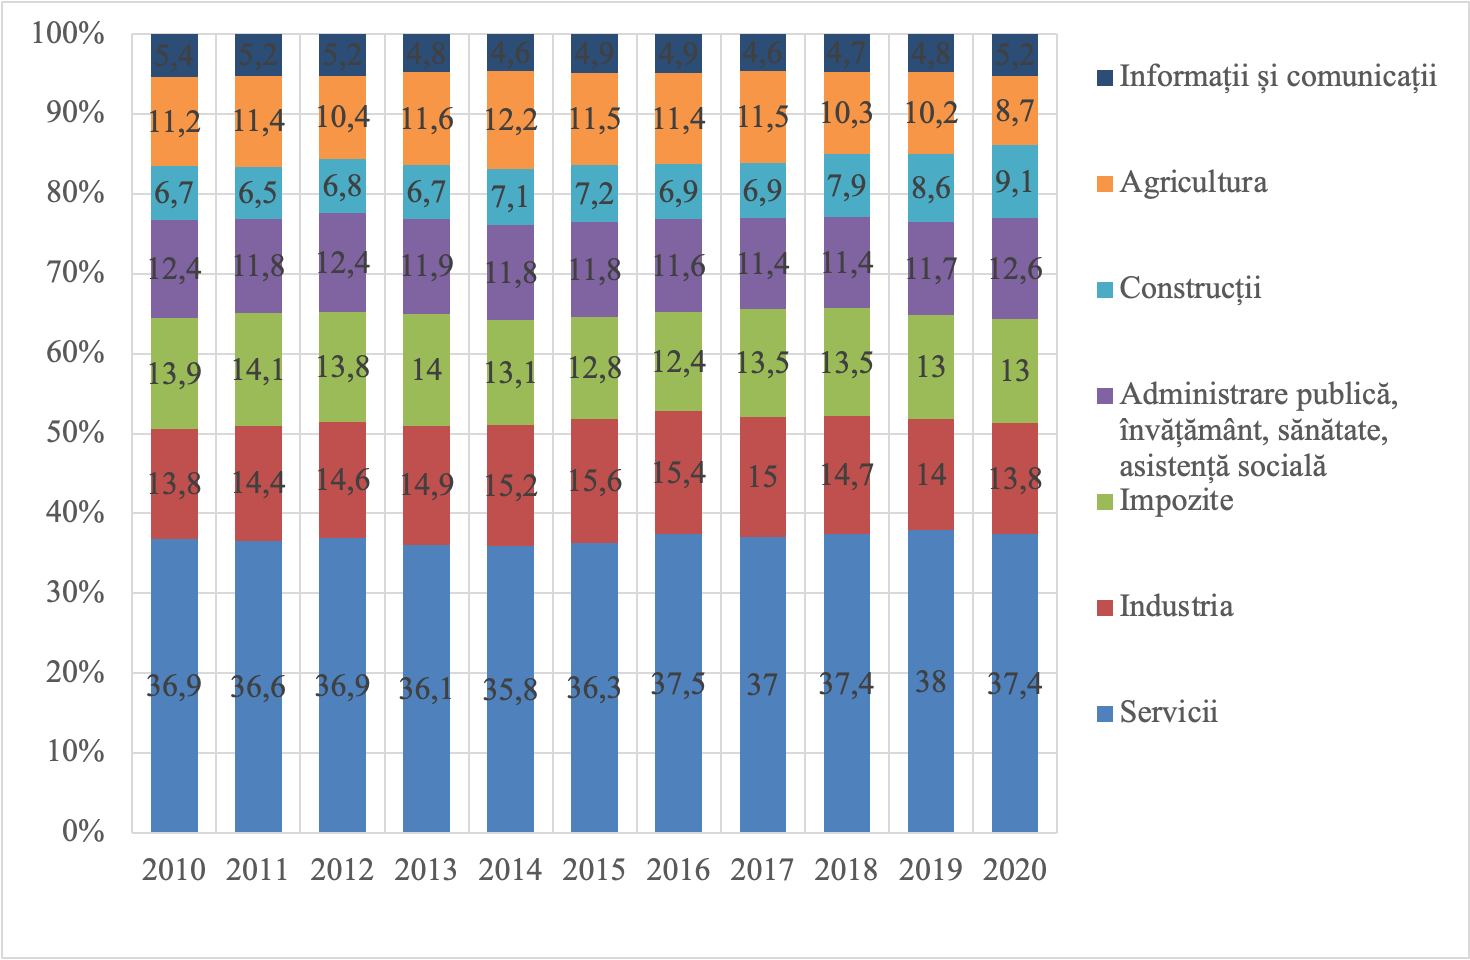 100%
90%
80%
70%
60%
50%
40%
30%
20%
10%
0%
5,4 5,2 5,2 4,8 4,6 4,9 4,9 4,6 4,7 4,8 5,2
11,2 11,4 10,4 11,6 12,2 11,5 11,4 11,5 10,3 10,2 8,7
6,7 6,5 6,8 6,7 7,1 7,2 6,9 6,9 7,9 8,6 9,1
12,4 11,8 12,4 11,9 11,8 11,8 11,6 11,4 11,4 11,7 12,6
13,9 14,1 13,8 14 13,1 12,8 12,4 13,5 13,5 13 13
13,8 14,4 14,6 14,9 15,2 15,6 15,4 15 14,7 14 13,8
36,9 36,6 36,9 36,1 35,8 36,3 37,5 37 37,4 38 37,4
2010 2011 2012 2013 2014 2015 2016 2017 2018 2019 2020
Informații și comunicații
Agricultura
Construcții
Administrare publică,
învățământ, sănătate,
asistență socială
Impozite
Industria
Servicii